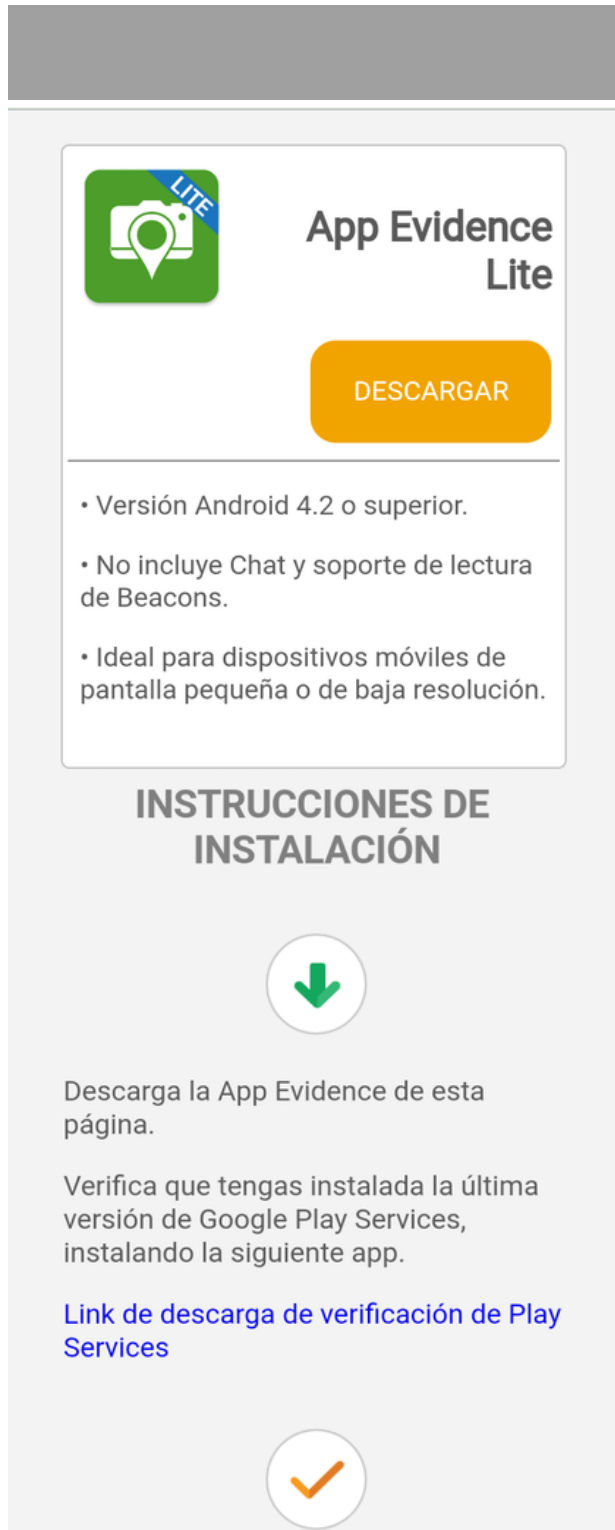 LITE
App Evidence
Lite
DESCARGAR
• Versión Android 4.2 o superior.
• No incluye Chat y soporte de lectura
de Beacons.
• Ideal para dispositivos móviles de
pantalla pequeña o de baja resolución.
INSTRUCCIONES DE
INSTALACIÓN
Descarga la App Evidence de esta
página.
Verifica que tengas instalada la última
versión de Google Play Services,
instalando la siguiente app.
Link de descarga de verificación de Play
Services